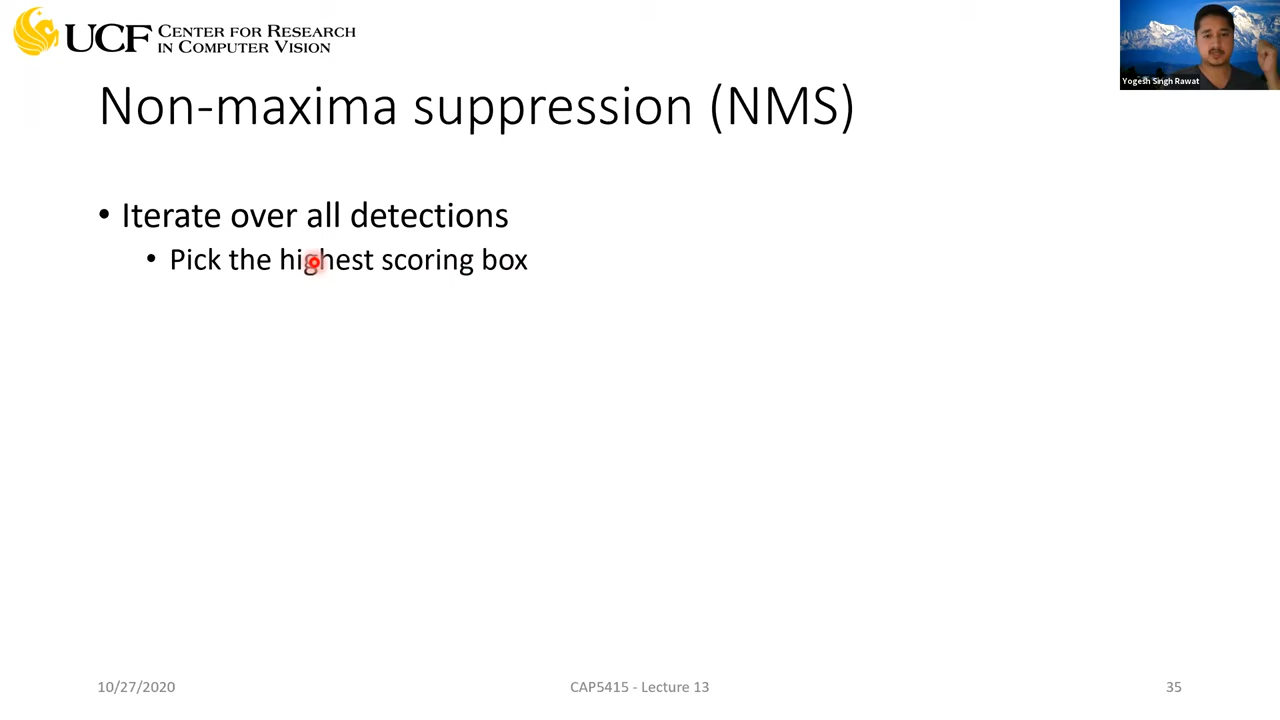 UCF CENTER FOR RESEARCH
IN COMPUTER VISION
Yogesh Singh Rawat
Non-maxima suppression (NMS)
• Iterate over all detections
• Pick the highest scoring box
10/27/2020
CAP5415 - Lecture 13
35